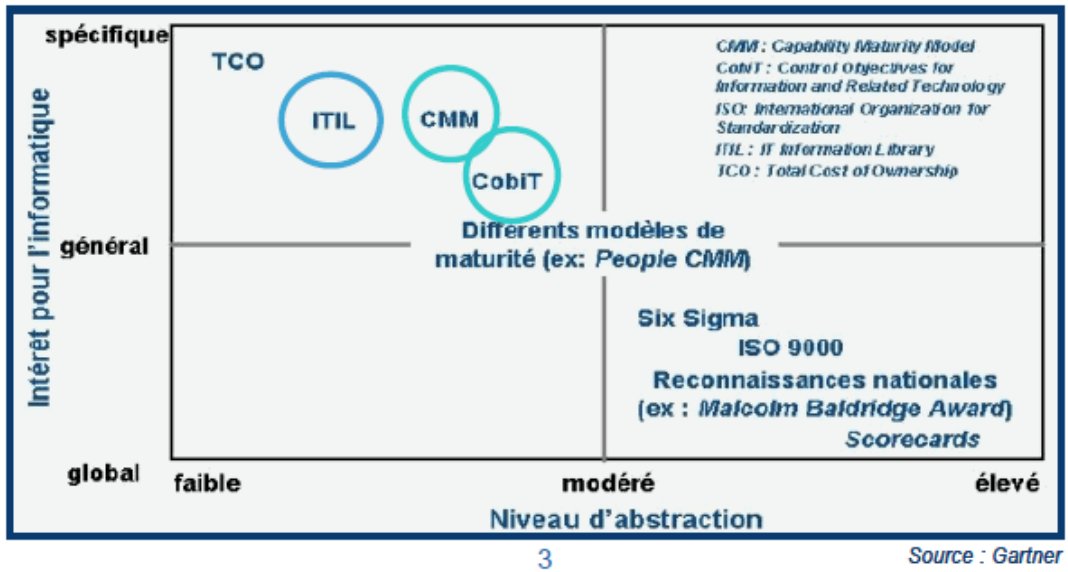 spécifique
TCO
ITIL
CMM
CobiT
CMM : Capability Maturity Model
CobiT : Control Objectives for
Information and Related Technology
ISO: International Organization for
Standardization
ITIL : IT Information Library
TCO : Total Cost of Ownership
Intérêt pour l'informatique
général
Différents modèles de
maturité (ex: People CMM)
Six Sigma
ISO 9000
Reconnaissances nationales
(ex : Malcolm Baldridge Award)
Scorecards
global
faible
modéré
élevé
Niveau d'abstraction
3
Source : Gartner